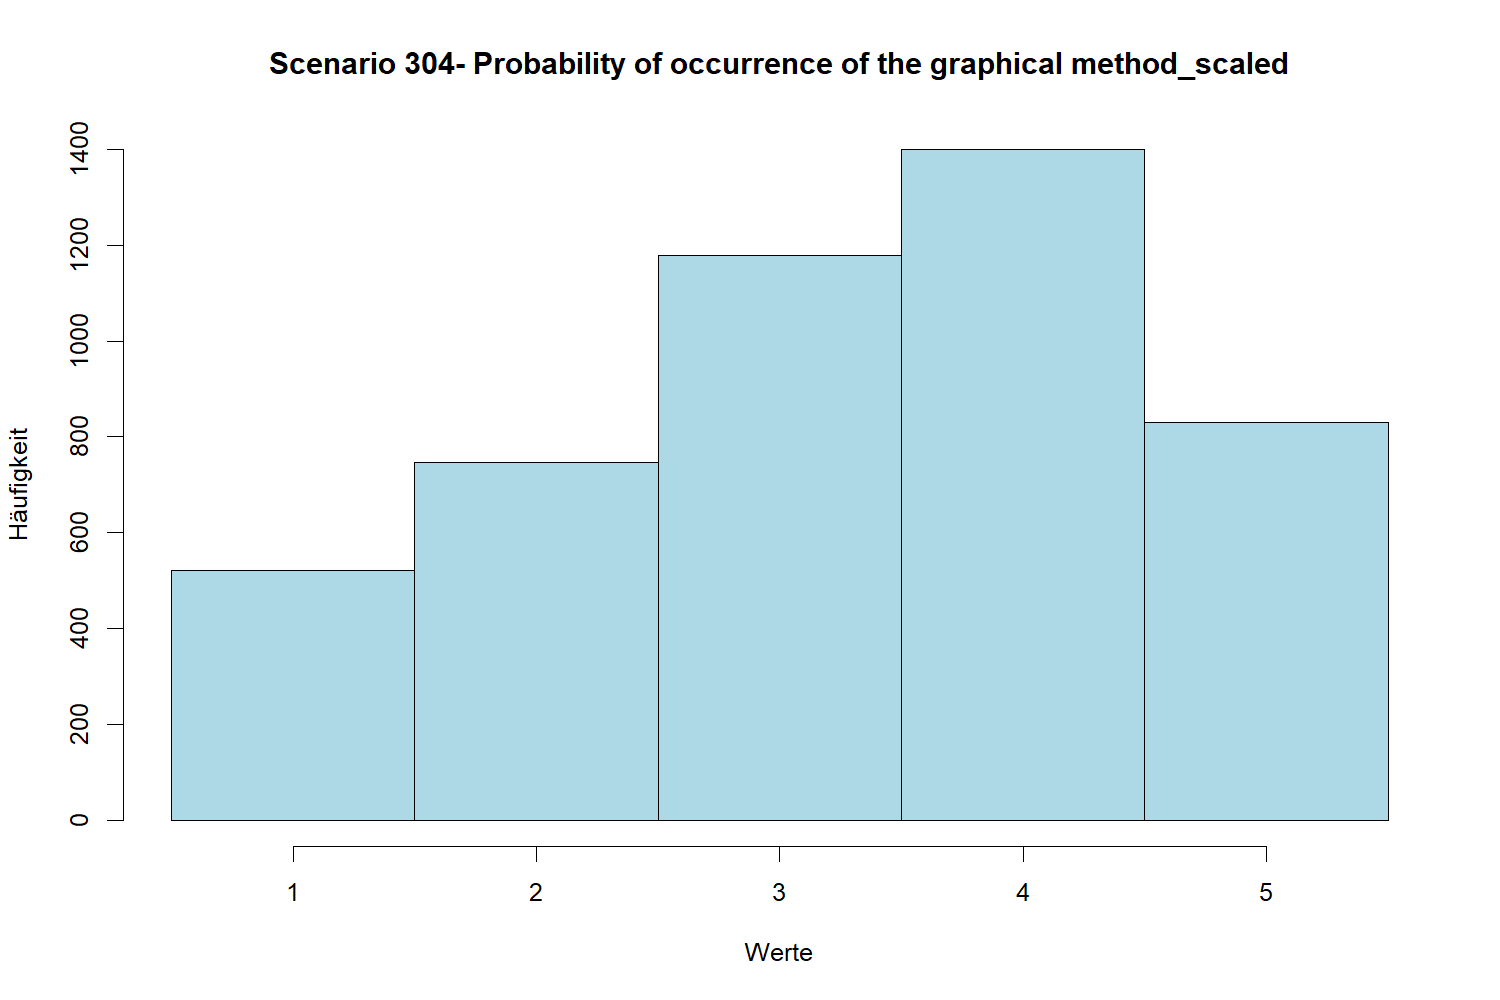 Scenario 304- Probability of occurrence of the graphical method_scaled
1400
1200
1000
800
600
400
200
0
Häufigkeit
1 2 3 4 5
Werte